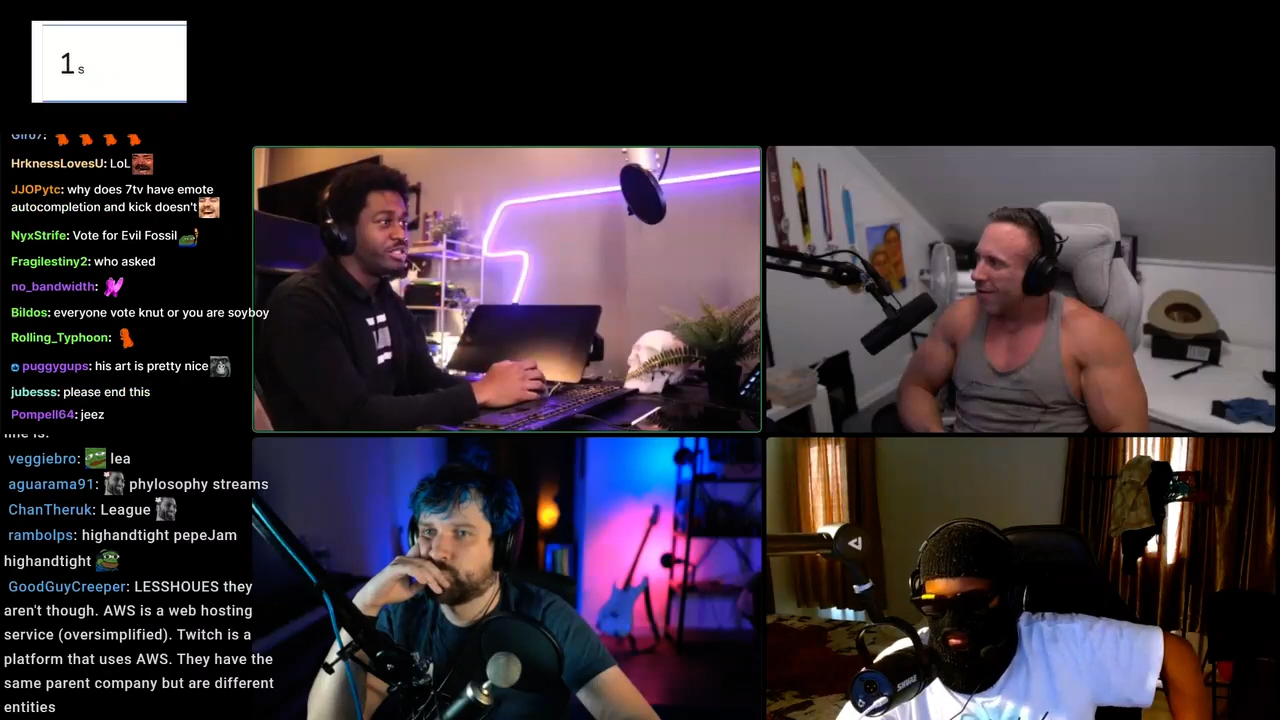 1 s
Giru7:
HrknessLovesU: LoL
JJOPytc: why does 7tv have emote
autocompletion and kick doesn't
NyxStrife: Vote for Evil Fossil
Fragilestiny2: who asked
no_bandwidth:
Bildos: everyone vote knut or you are soyboy
Rolling_Typhoon:
puggygups: his art is pretty nice
jubesss: please end this
Pompell64: jeez
veggiebro: lea
aguarama91: phylosophy streams
ChanTheruk: League
rambolps: highandtight pepeJam
highandtight
GoodGuyCreeper: LESSHOUES they
aren't though. AWS is a web hosting
service (oversimplified). Twitch is a
platform that uses AWS. They have the
same parent company but are different
entities
SHURE